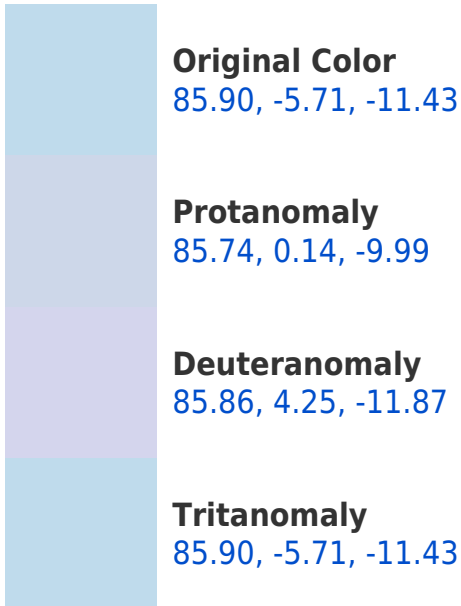 Original Color
85.90, -5.71, -11.43
Protanomaly
85.74, 0.14, -9.99
Deuteranomaly
85.86, 4.25, -11.87
Tritanomaly
85.90, -5.71, -11.43